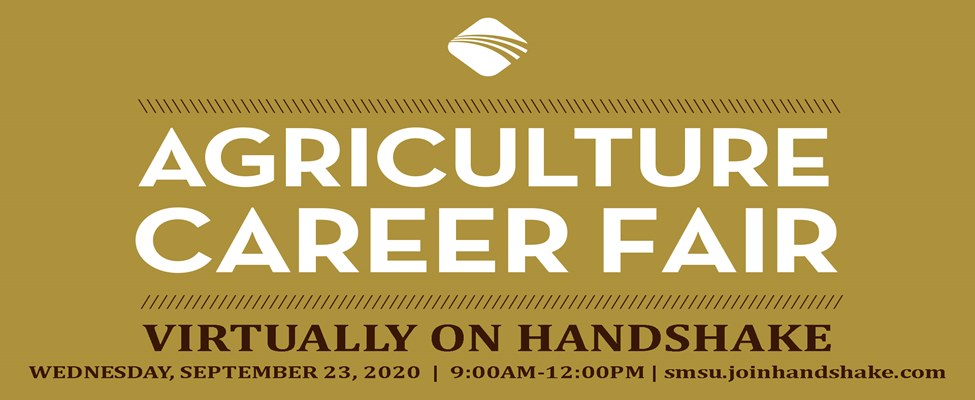 AGRICULTURE
CAREER FAIR
VIRTUALLY ON HANDSHAKE
WEDNESDAY, SEPTEMBER 23, 2020 | 9:00AM-12:00PM | smsu.joinhandshake.com